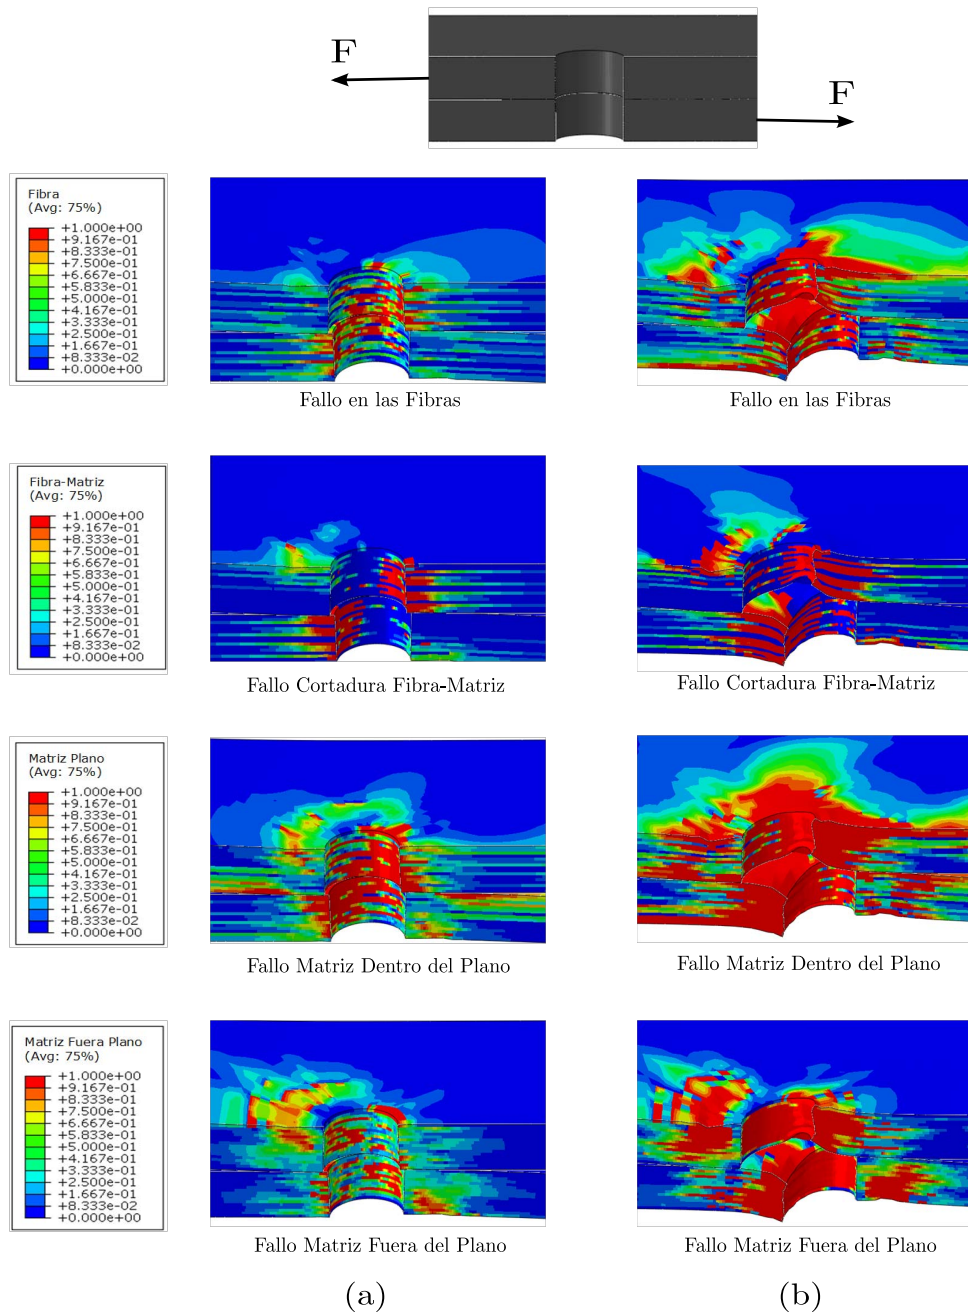 F
F
Fibra
(Avg: 75%)
+1.000e+00
+9.167e-01
+8.333e-01
+7.500e-01
+6.667e-01
+5.833e-01
+5.000e-01
+4.167e-01
+3.333e-01
+2.500e-01
+1.667e-01
+8.333e-02
+0.000e+00
Fallo en las Fibras
Fallo en las Fibras
Fibra-Matriz
(Avg: 75%)
+1.000e+00
+9.167e-01
+8.333e-01
+7.500e-01
+6.667e-01
+5.833e-01
+5.000e-01
+4.167e-01
+3.333e-01
+2.500e-01
+1.667e-01
+8.333e-02
+0.000e+00
Fallo Cortadura Fibra-Matriz
Fallo Cortadura Fibra-Matriz
Matriz Plano
(Avg: 75%)
+1.000e+00
+9.167e-01
+8.333e-01
+7.500e-01
+6.667e-01
+5.833e-01
+5.000e-01
+4.167e-01
+3.333e-01
+2.500e-01
+1.667e-01
+8.333e-02
+0.000e+00
Fallo Matriz Dentro del Plano
Fallo Matriz Dentro del Plano
Matriz Fuera Plano
(Avg: 75%)
+1.000e+00
+9.167e-01
+8.333e-01
+7.500e-01
+6.667e-01
+5.833e-01
+5.000e-01
+4.167e-01
+3.333e-01
+2.500e-01
+1.667e-01
+8.333e-02
+0.000e+00
Fallo Matriz Fuera del Plano
Fallo Matriz Fuera del Plano
(a)
(b)